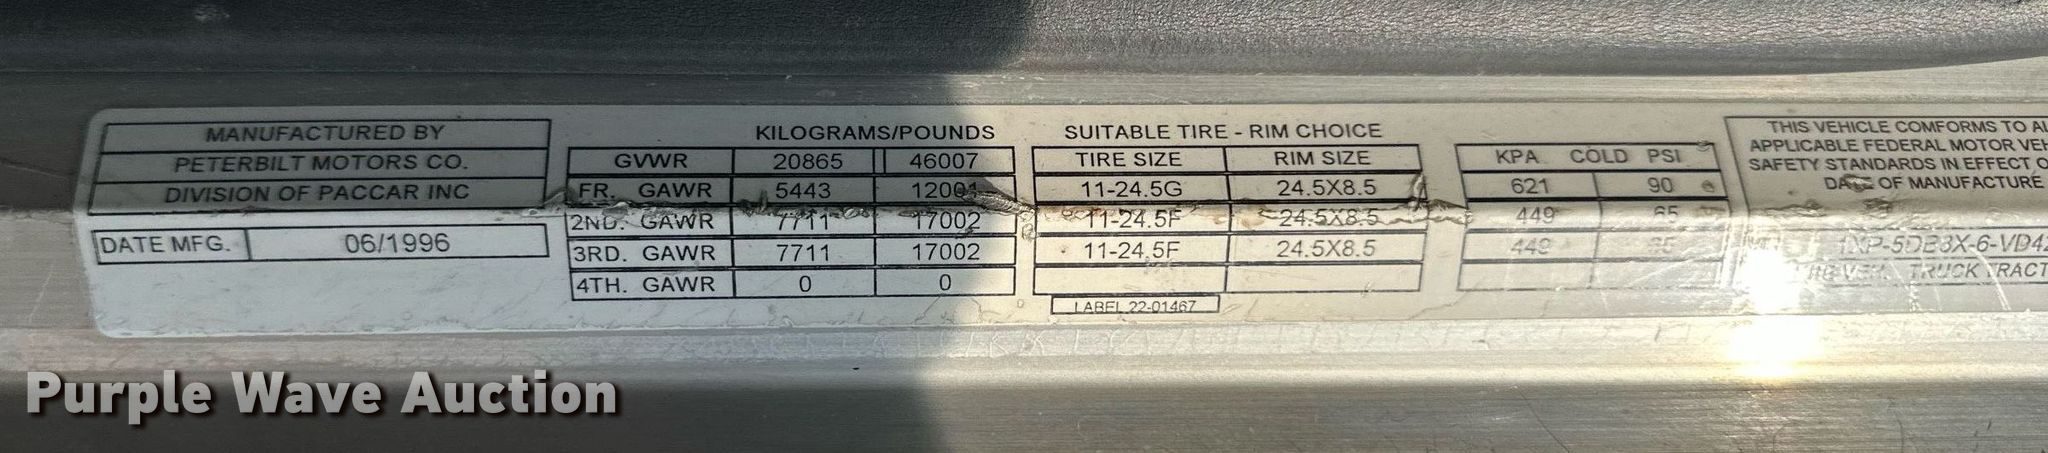 MANUFACTURED BY
PETERBILT MOTORS CO.
DIVISION OF PACCAR INC
DATE MFG. 06/1996
KILOGRAMS/POUNDS
GVWR 20865 46007
FR. GAWR 5443 12001
2ND. GAWR 7711 17002
3RD. GAWR 7711 17002
4TH. GAWR 0 0
SUITABLE TIRE - RIM CHOICE
TIRE SIZE RIM SIZE
11-24.5G 24.5X8.5
11-24.5F 24.5X8.5
11-24.5F 24.5X8.5
LABEL 22-01467
KPA COLD PSI
621 90
449 65
449
THIS VEHICLE COMFORMS TO
APPLICABLE FEDERAL MOTOR
SAFETY STANDARDS IN EFFECT
DATE OF MANUFACTURE
TRUCK
Purple Wave Auction